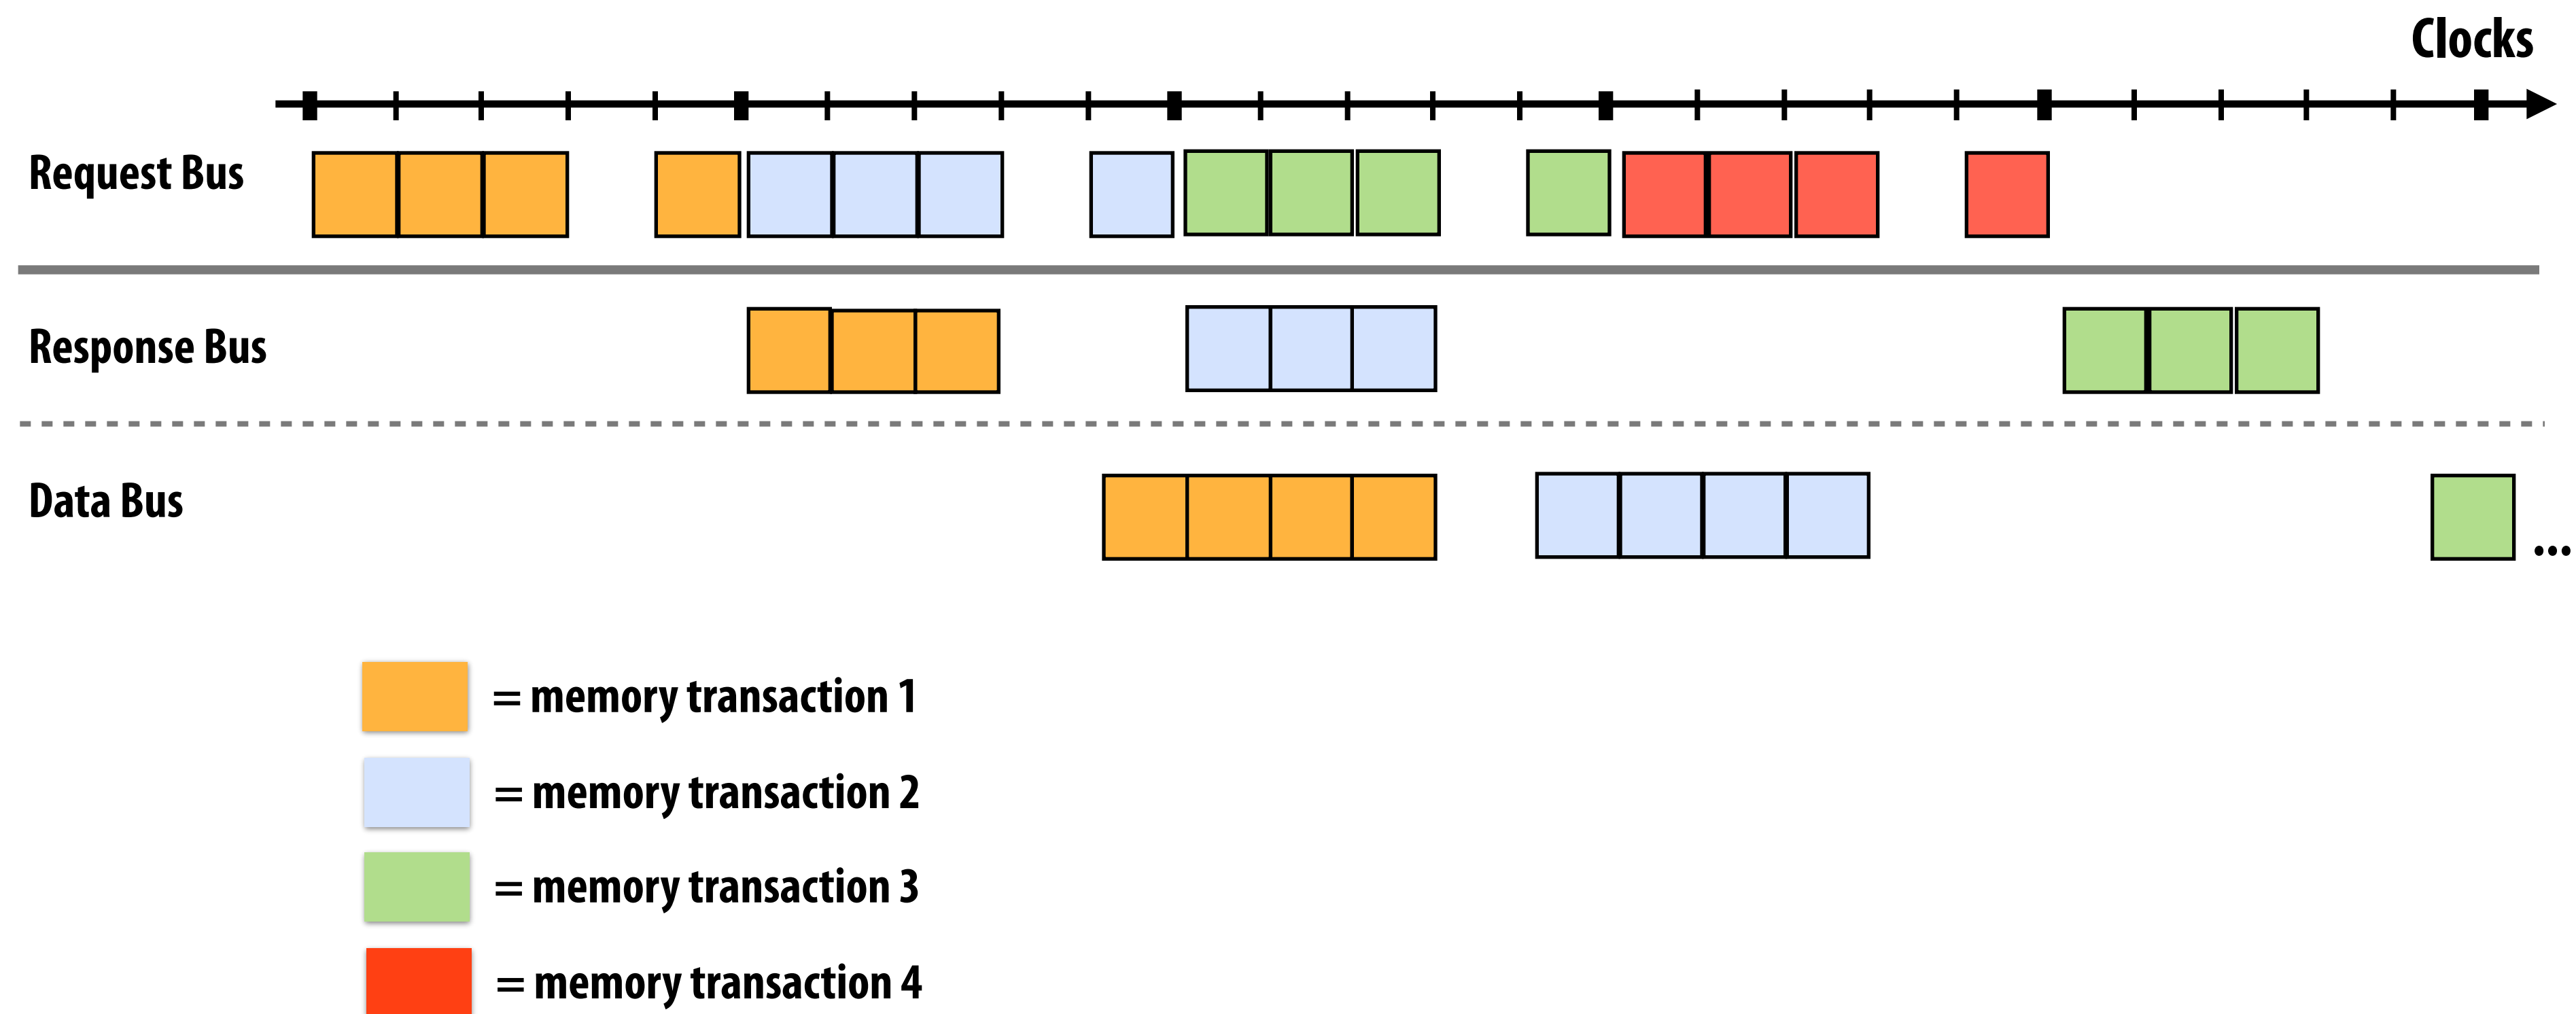 Clocks
Request Bus
Response Bus
Data Bus
...
= memory transaction 1
= memory transaction 2
= memory transaction 3
= memory transaction 4